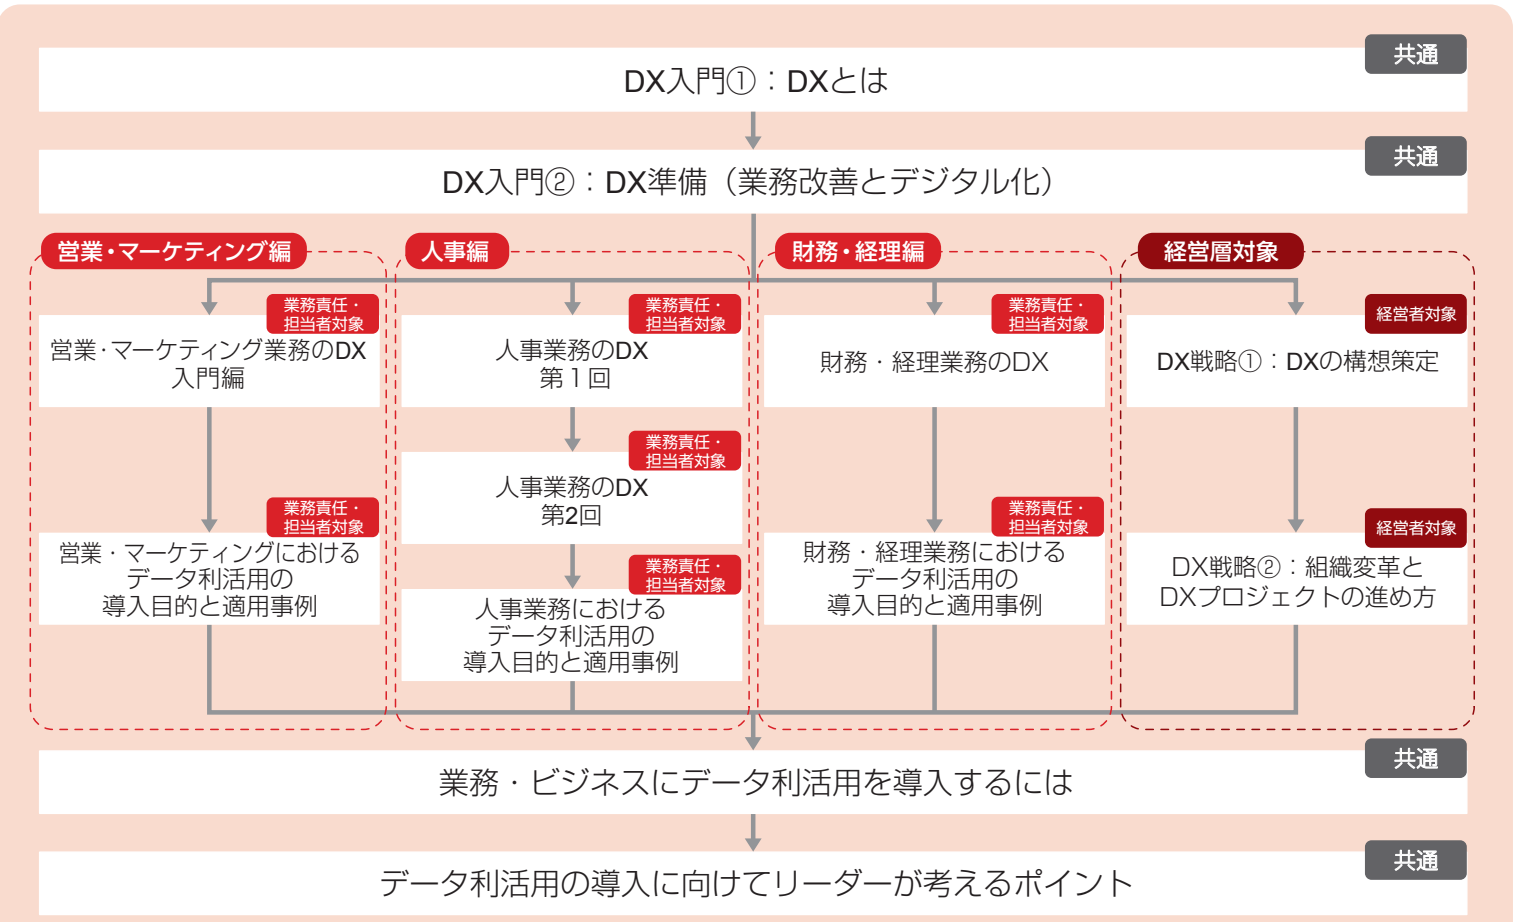 共通
DX入門①：DXとは
共通
DX入門②：DX準備（業務改善とデジタル化）
営業・マーケティング編
業務責任・
担当者対象
営業・マーケティング業務のDX
入門編
業務責任・
担当者対象
営業・マーケティングにおける
データ利活用の
導入目的と適用事例
人事編
業務責任・
担当者対象
人事業務のDX
第１回
業務責任・
担当者対象
人事業務のDX
第2回
業務責任・
担当者対象
人事業務における
データ利活用の
導入目的と適用事例
財務・経理編
業務責任・
担当者対象
財務・経理業務のDX
業務責任・
担当者対象
財務・経理業務における
データ利活用の
導入目的と適用事例
経営層対象
経営者対象
DX戦略①：DXの構想策定
経営者対象
DX戦略②：組織変革と
DXプロジェクトの進め方
共通
業務・ビジネスにデータ利活用を導入するには
共通
データ利活用の導入に向けてリーダーが考えるポイント